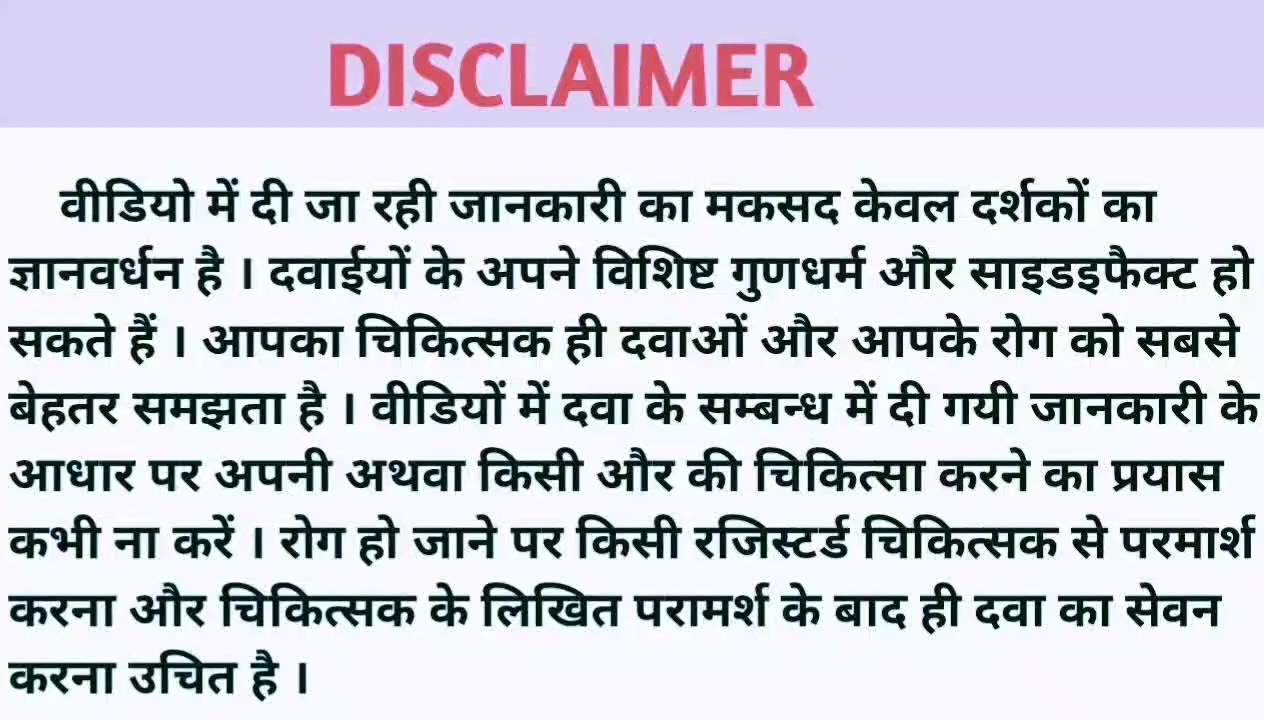 DISCLAIMER
वीडियो में दी जा रही जानकारी का मकसद केवल दर्शकों का
ज्ञानवर्धन है । दवाईयों के अपने विशिष्ट गुणधर्म और साइडइफैक्ट हो
सकते हैं । आपका चिकित्सक ही दवाओं और आपके रोग को सबसे
बेहतर समझता है । वीडियों में दवा के सम्बन्ध में दी गयी जानकारी के
आधार पर अपनी अथवा किसी और की चिकित्सा करने का प्रयास
कभी ना करें । रोग हो जाने पर किसी रजिस्टर्ड चिकित्सक से परमार्श
करना और चिकित्सक के लिखित परामर्श के बाद ही दवा का सेवन
करना उचित है ।